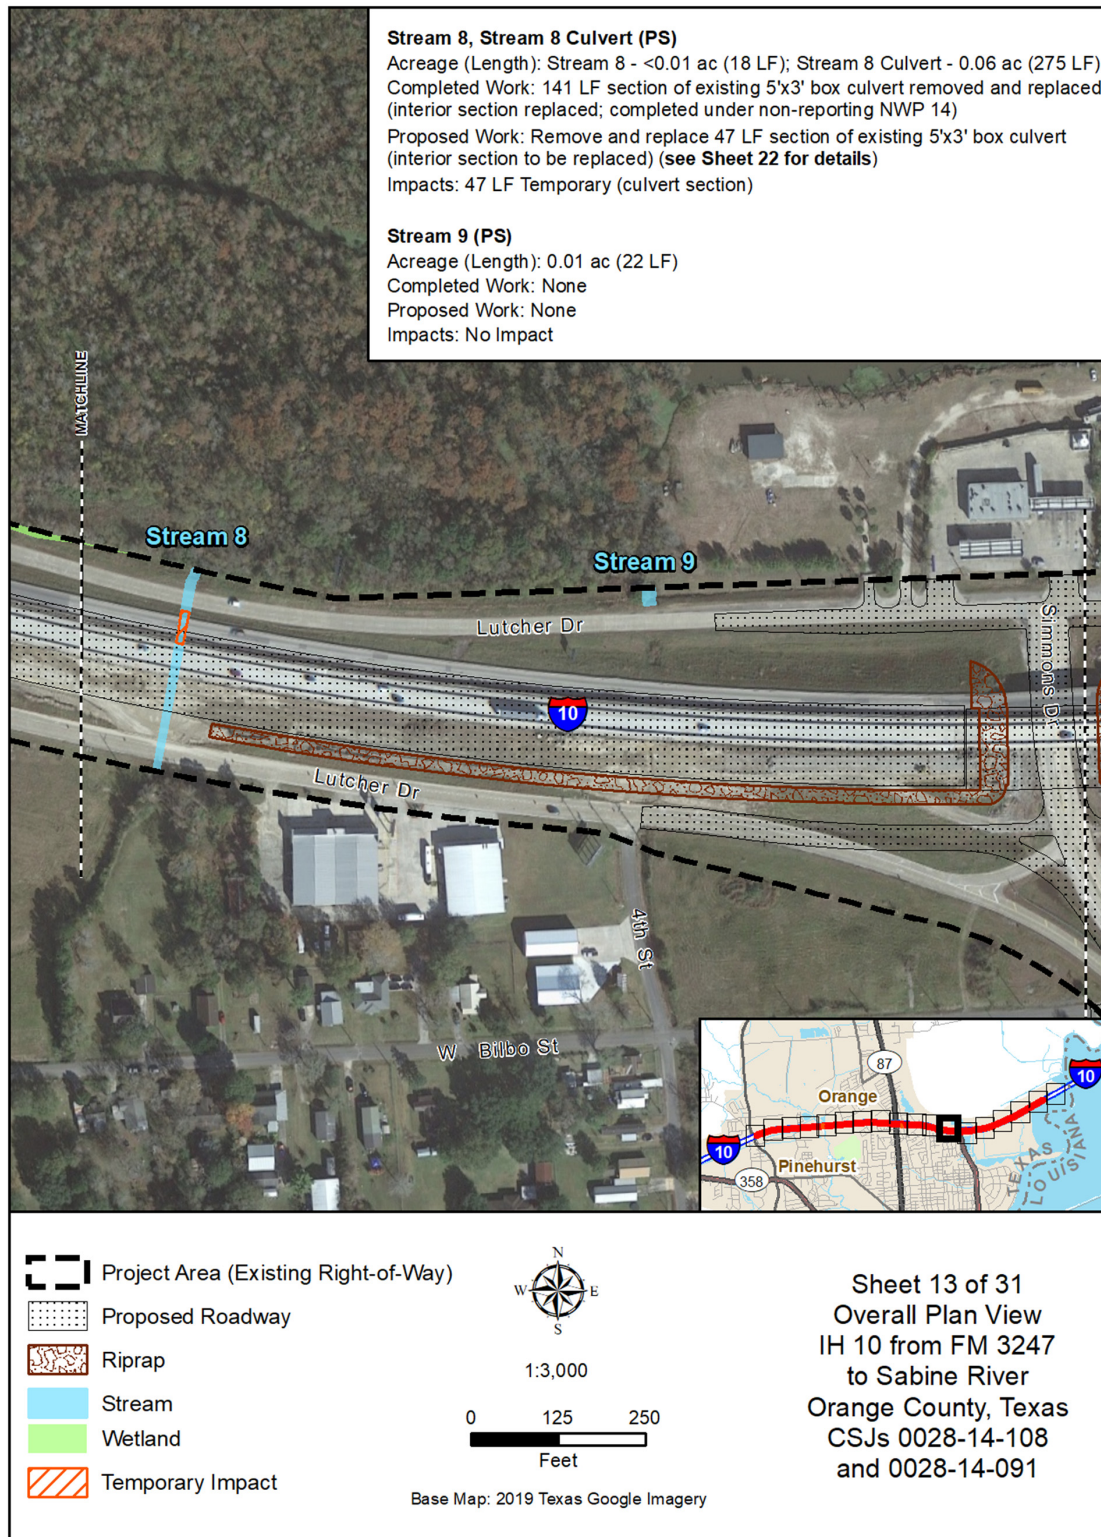 Stream 8, Stream 8 Culvert (PS)
Acreage (Length): Stream 8 - <0.01 ac (18 LF); Stream 8 Culvert - 0.06 ac (275 LF)
Completed Work: 141 LF section of existing 5'x3' box culvert removed and replaced
(interior section replaced; completed under non-reporting NWP 14)
Proposed Work: Remove and replace 47 LF section of existing 5'x3' box culvert
(interior section to be replaced) (see Sheet 22 for details)
Impacts: 47 LF Temporary (culvert section)
Stream 9 (PS)
Acreage (Length): 0.01 ac (22 LF)
Completed Work: None
Proposed Work: None
Impacts: No Impact
MATCHLINE
Stream 8
Stream 9
Lutcher Dr
Simmons Dr
10
Lutcher Dr
4th St
W Bilbo St
87
10
Orange
Pinehurst
10
358
TEXAS
LOUISIANA
Project Area (Existing Right-of-Way)
Proposed Roadway
Riprap
Stream
Wetland
Temporary Impact
N
W E
S
1:3,000
0 125 250
Feet
Base Map: 2019 Texas Google Imagery
Sheet 13 of 31
Overall Plan View
IH 10 from FM 3247
to Sabine River
Orange County, Texas
CSJs 0028-14-108
and 0028-14-091